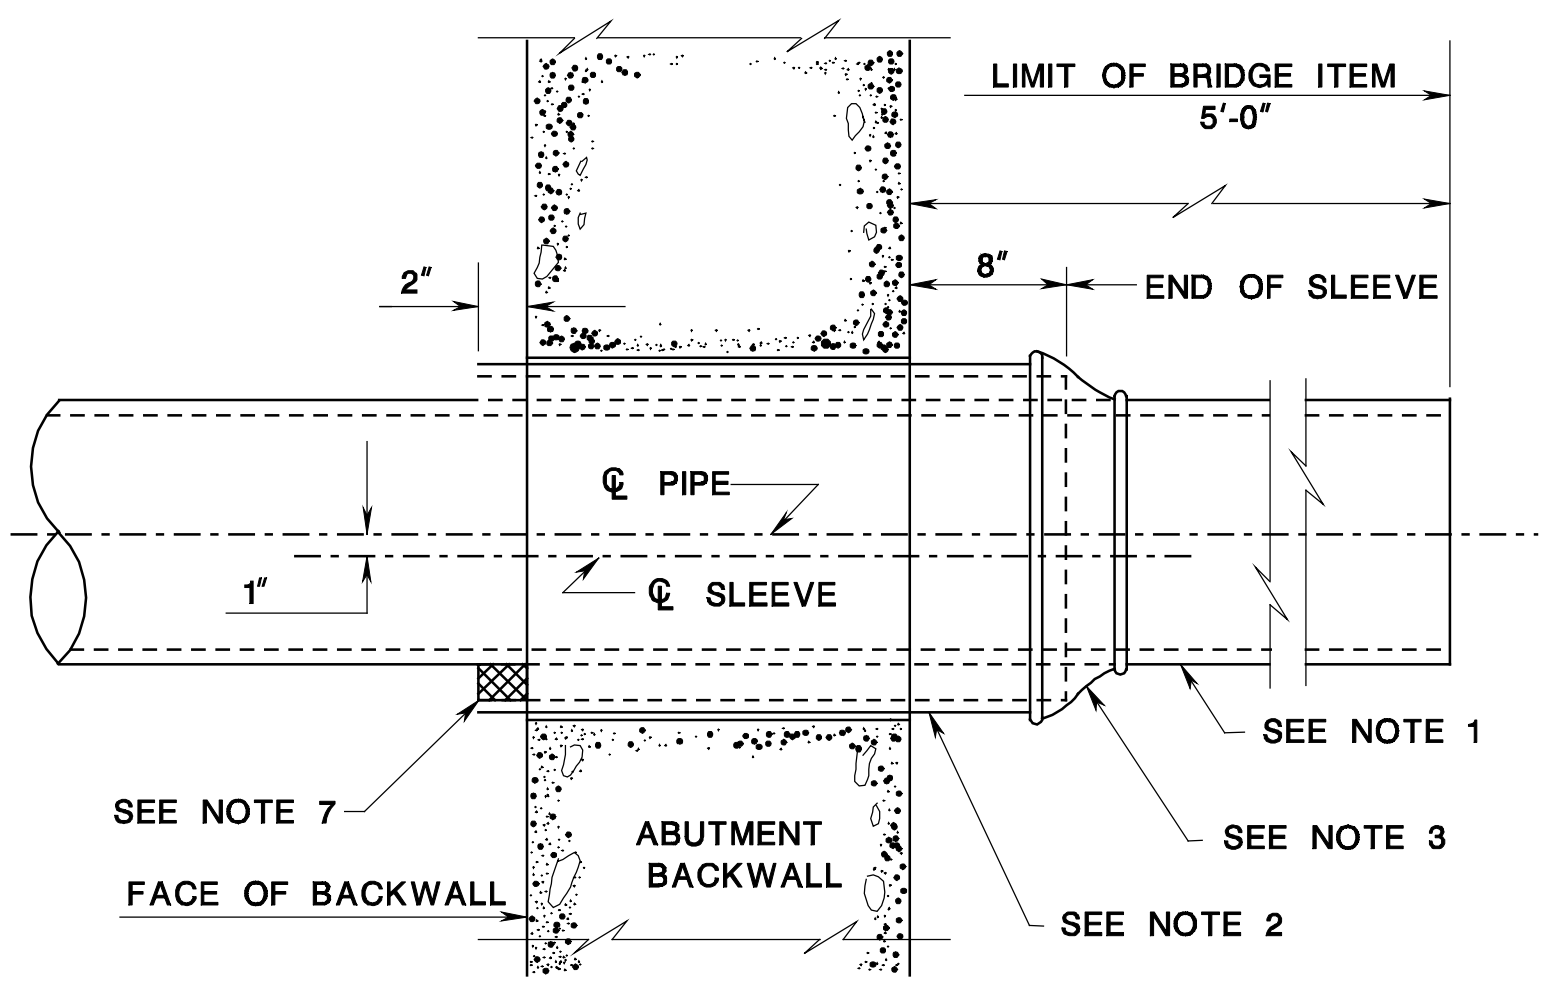 LIMIT OF BRIDGE ITEM
5'-0"
8"
2"
END OF SLEEVE
℄ PIPE
1"
℄ SLEEVE
SEE NOTE 1
SEE NOTE 7
ABUTMENT
BACKWALL
SEE NOTE 3
FACE OF BACKWALL
SEE NOTE 2